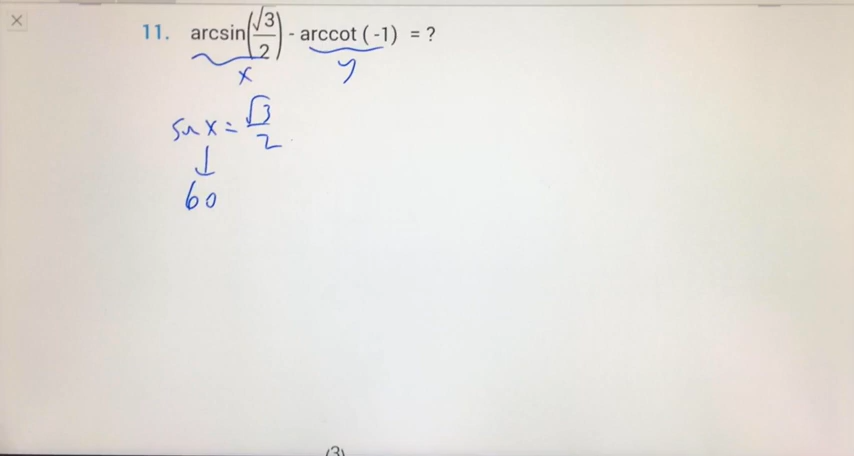 11. arcsin(√3/2) - arccot (-1) = ?
x y
sin x = √3/2
↓
60